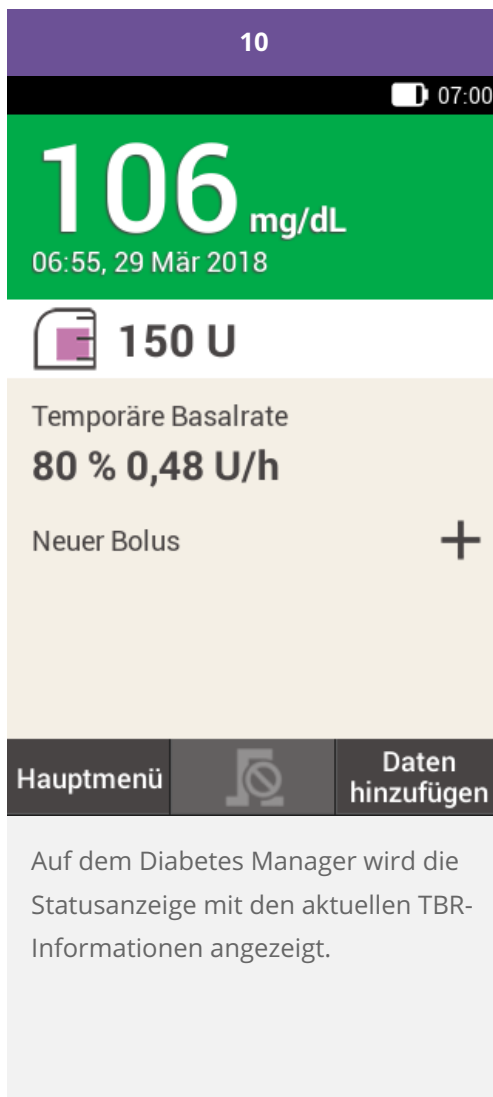 10
07:00
106 mg/dL
06:55, 29 Mär 2018
150 U
Temporäre Basalrate
80 % 0,48 U/h
Neuer Bolus
Hauptmenü
Daten
hinzufügen
Auf dem Diabetes Manager wird die
Statusanzeige mit den aktuellen TBR-
Informationen angezeigt.